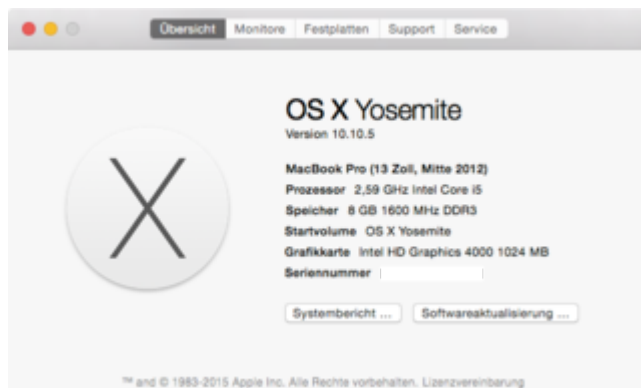 Übersicht Monitore Festplatten Support Service
OS X Yosemite
Version 10.10.5
MacBook Pro (13 Zoll, Mitte 2012)
Prozessor 2,59 GHz Intel Core i5
Speicher 8 GB 1600 MHz DDR3
Startvolume OS X Yosemite
Grafikkarte Intel HD Graphics 4000 1024 MB
Seriennummer
Systembericht ... Softwareaktualisierung ...
™ and © 1983-2015 Apple Inc. Alle Rechte vorbehalten. Lizenzvereinbarung